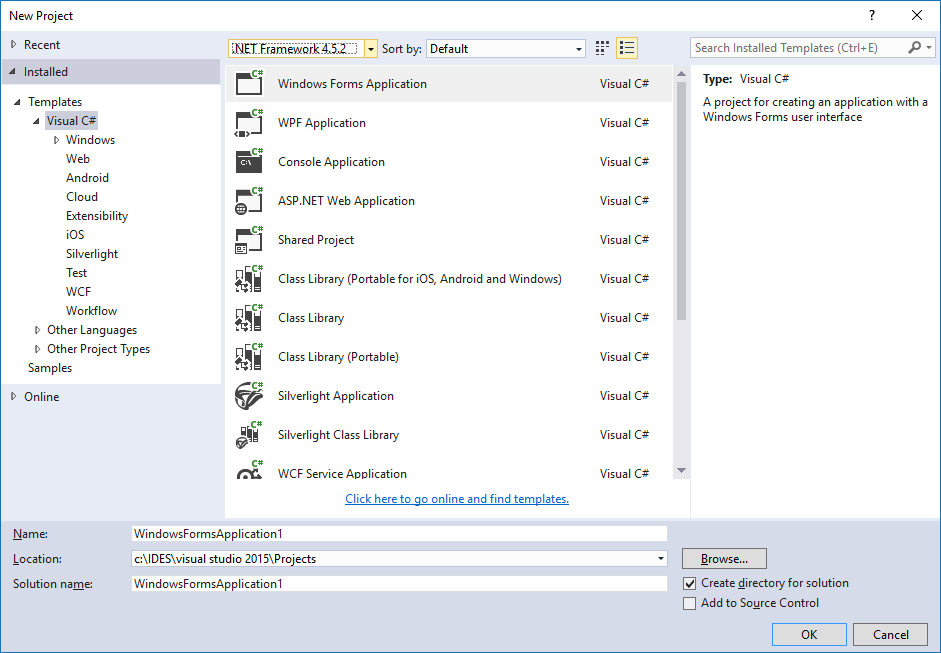 New Project
?
Recent
Installed
Templates
Visual C#
Windows
Web
Android
Cloud
Extensibility
iOS
Silverlight
Test
WCF
Workflow
Other Languages
Other Project Types
Samples
Online
.NET Framework 4.5.2
Sort by: Default
C# Windows Forms Application Visual C#
C# WPF Application Visual C#
C# C:\ Console Application Visual C#
C# ASP.NET Web Application Visual C#
C# Shared Project Visual C#
C# Class Library (Portable for iOS, Android and Windows) Visual C#
C# Class Library Visual C#
C# Class Library (Portable) Visual C#
C# Silverlight Application Visual C#
C# Silverlight Class Library Visual C#
C# WCF Service Application Visual C#
Click here to go online and find templates.
Search Installed Templates (Ctrl+E)
Type: Visual C#
A project for creating an application with a
Windows Forms user interface
Name: WindowsFormsApplication1
Location: c:\IDES\visual studio 2015\Projects
Browse...
Solution name: WindowsFormsApplication1
Create directory for solution
Add to Source Control
OK
Cancel